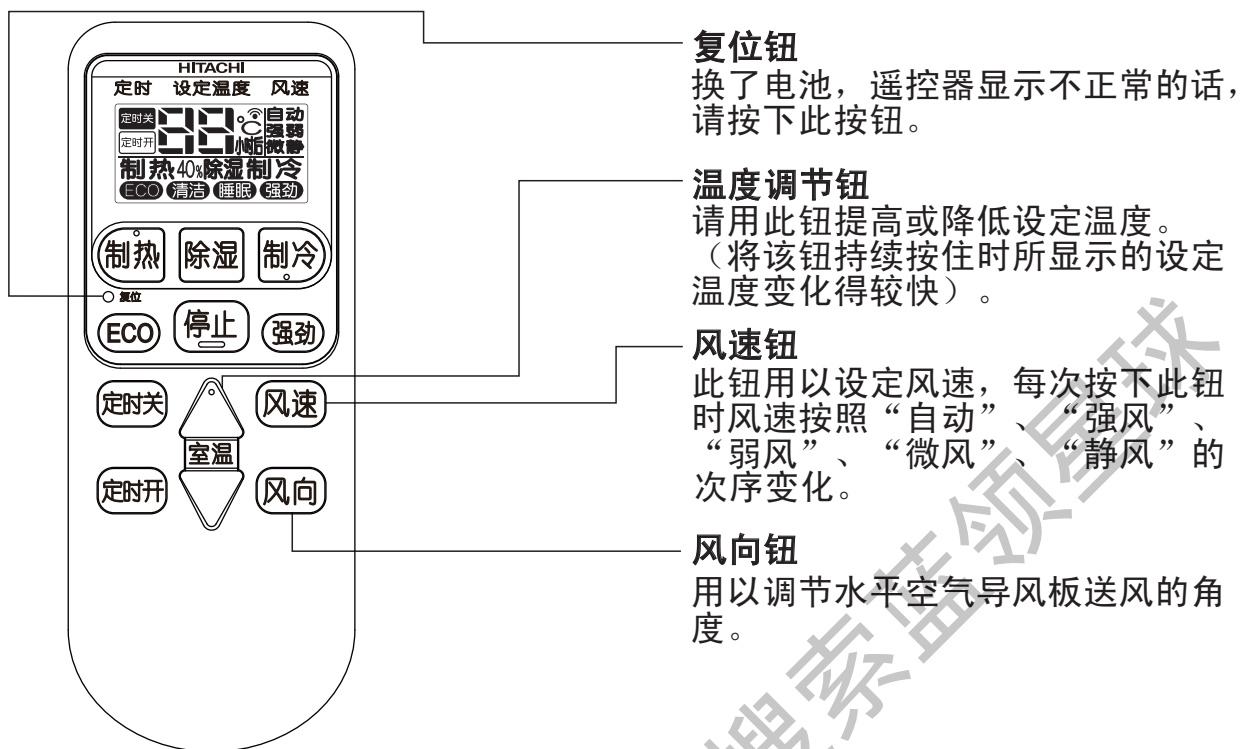 HITACHI
定时 设定温度 风速
定时关 88 ℃ 自动
强弱
定时开 小时后 微静
制热 40% 除湿 制冷
ECO 清洁 睡眠 强劲
制热 除湿 制冷
复位
ECO 停止 强劲
定时关 风速
室温
定时开 风向
复位钮
换了电池，遥控器显示不正常的话，
请按下此按钮。
温度调节钮
请用此钮提高或降低设定温度。
（将该钮持续按住时所显示的设定
温度变化得较快）。
风速钮
此钮用以设定风速，每次按下此钮
时风速按照“自动”、“强风”、
“弱风”、“微风”、“静风”的
次序变化。
风向钮
用以调节水平空气导风板送风的角
度。
搜索蓝领星球